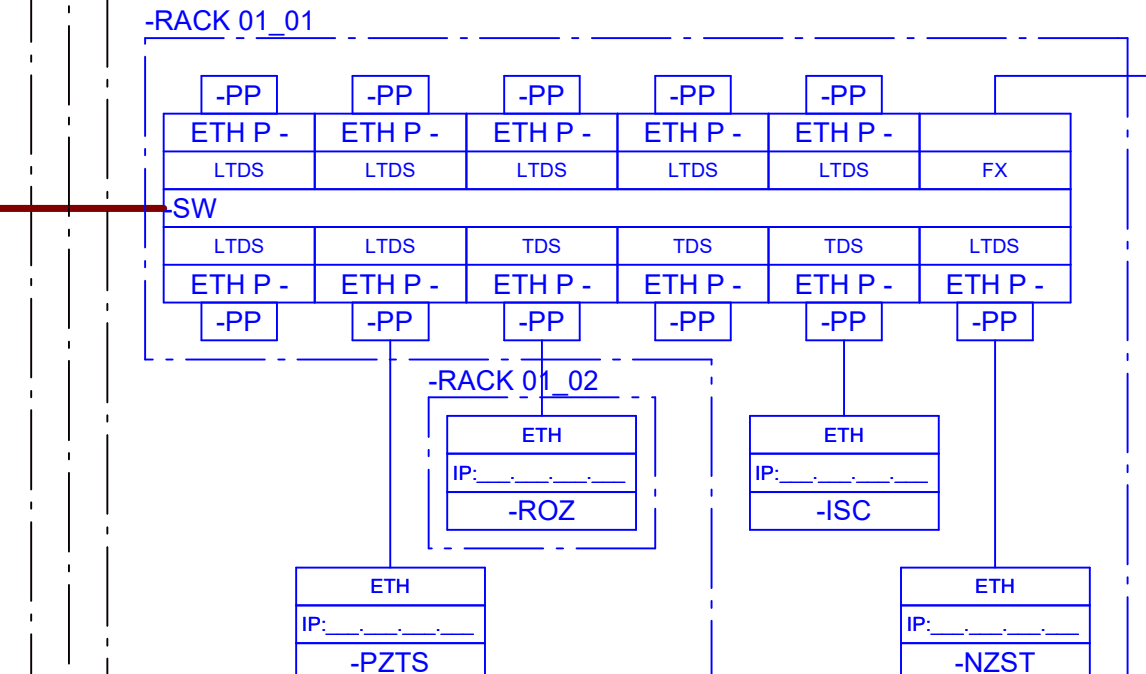 -RACK 01_01
-PP -PP -PP -PP -PP
ETH P - ETH P - ETH P - ETH P - ETH P -
LTDS LTDS LTDS LTDS LTDS FX
-SW
LTDS LTDS TDS TDS TDS LTDS
ETH P - ETH P - ETH P - ETH P - ETH P - ETH P -
-PP -PP -PP -PP -PP -PP
-RACK 01_02
ETH ETH
IP:___.___.___.___ IP:___.___.___.___
-ROZ -ISC
ETH ETH
IP:___.___.___.___ IP:___.___.___.___
-PZTS -NZST